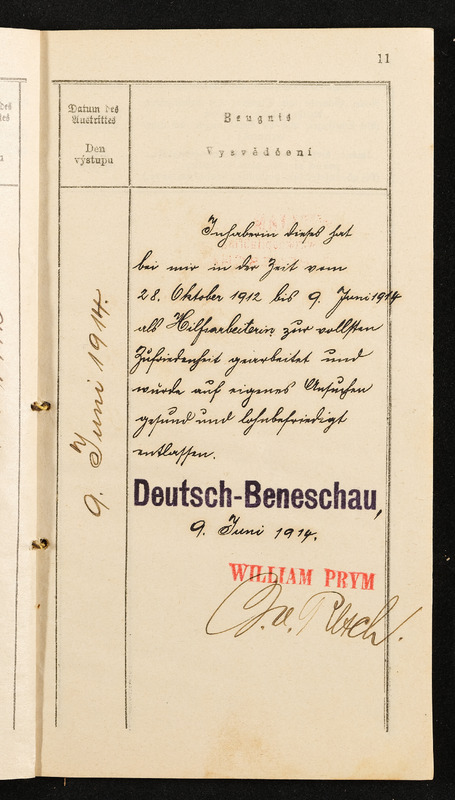 11
Datum des
Austrittes
Den
výstupu
Zeugnis
Vysvědčení
9. Juni 1914.
Inhaberin dieses hat
bei mir in der Zeit vom
28. Oktober 1912 bis 9. Juni 1914
als Hilfsarbeiterin zur vollsten
Zufriedenheit gearbeitet und
wurde auf eigenes Ansuchen
gesund und lohnbefriedigt
entlassen.
Deutsch-Beneschau,
9. Juni 1914.
WILLIAM PRYM